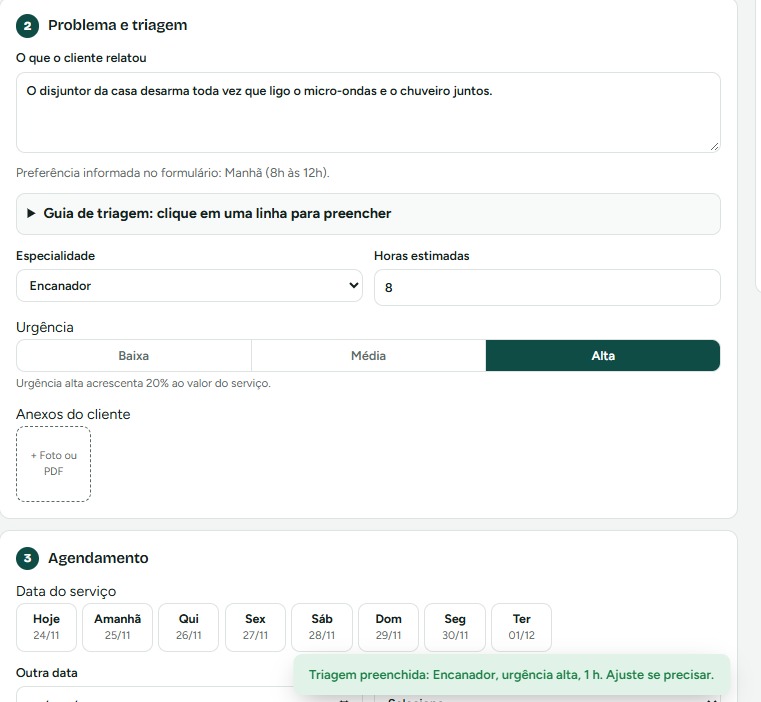 2 Problema e triagem
O que o cliente relatou
O disjuntor da casa desarma toda vez que ligo o micro-ondas e o chuveiro juntos.
Preferência informada no formulário: Manhã (8h às 12h).
Guia de triagem: clique em uma linha para preencher
Especialidade Horas estimadas
Encanador 8
Urgência
Baixa Média Alta
Urgência alta acrescenta 20% ao valor do serviço.
Anexos do cliente
+ Foto ou
PDF
3 Agendamento
Data do serviço
Hoje Amanhã Qui Sex Sáb Dom Seg Ter
24/11 25/11 26/11 27/11 28/11 29/11 30/11 01/12
Outra data
Triagem preenchida: Encanador, urgência alta, 1 h. Ajuste se precisar.